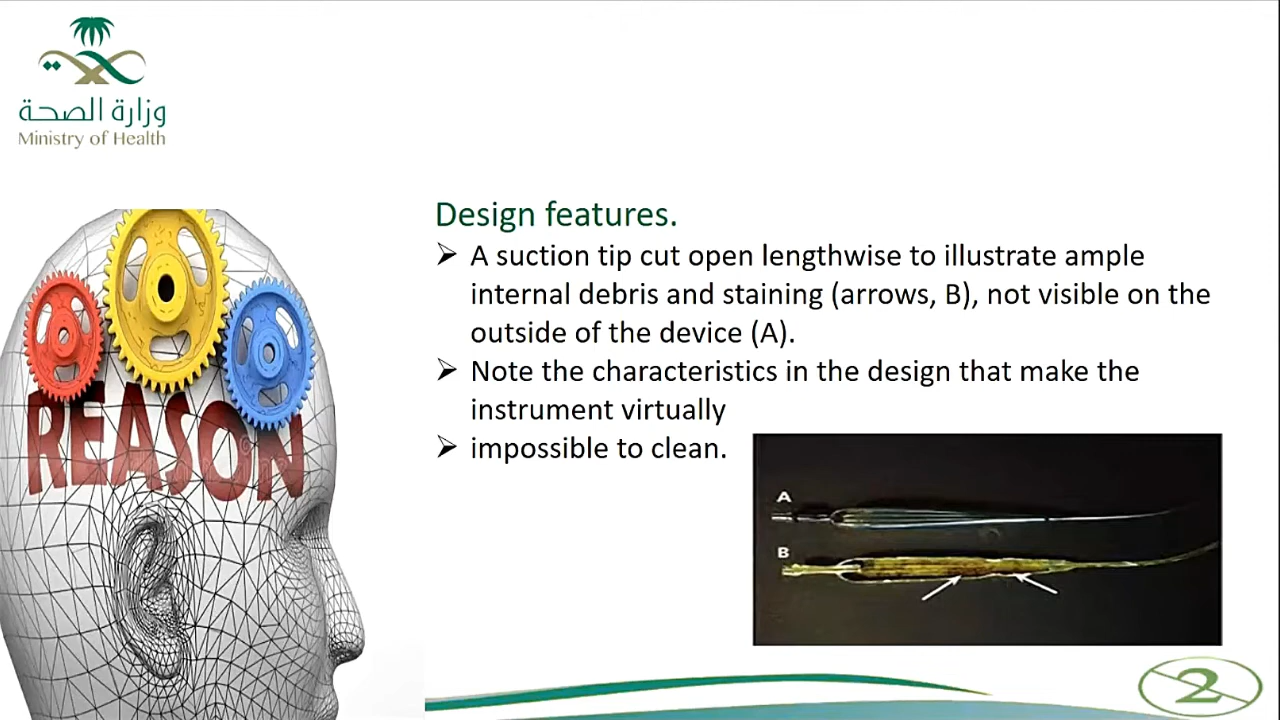 وزارة الصحة
Ministry of Health
REASON
Design features.
➢ A suction tip cut open lengthwise to illustrate ample
internal debris and staining (arrows, B), not visible on the
outside of the device (A).
➢ Note the characteristics in the design that make the
instrument virtually
➢ impossible to clean.
A
B
2